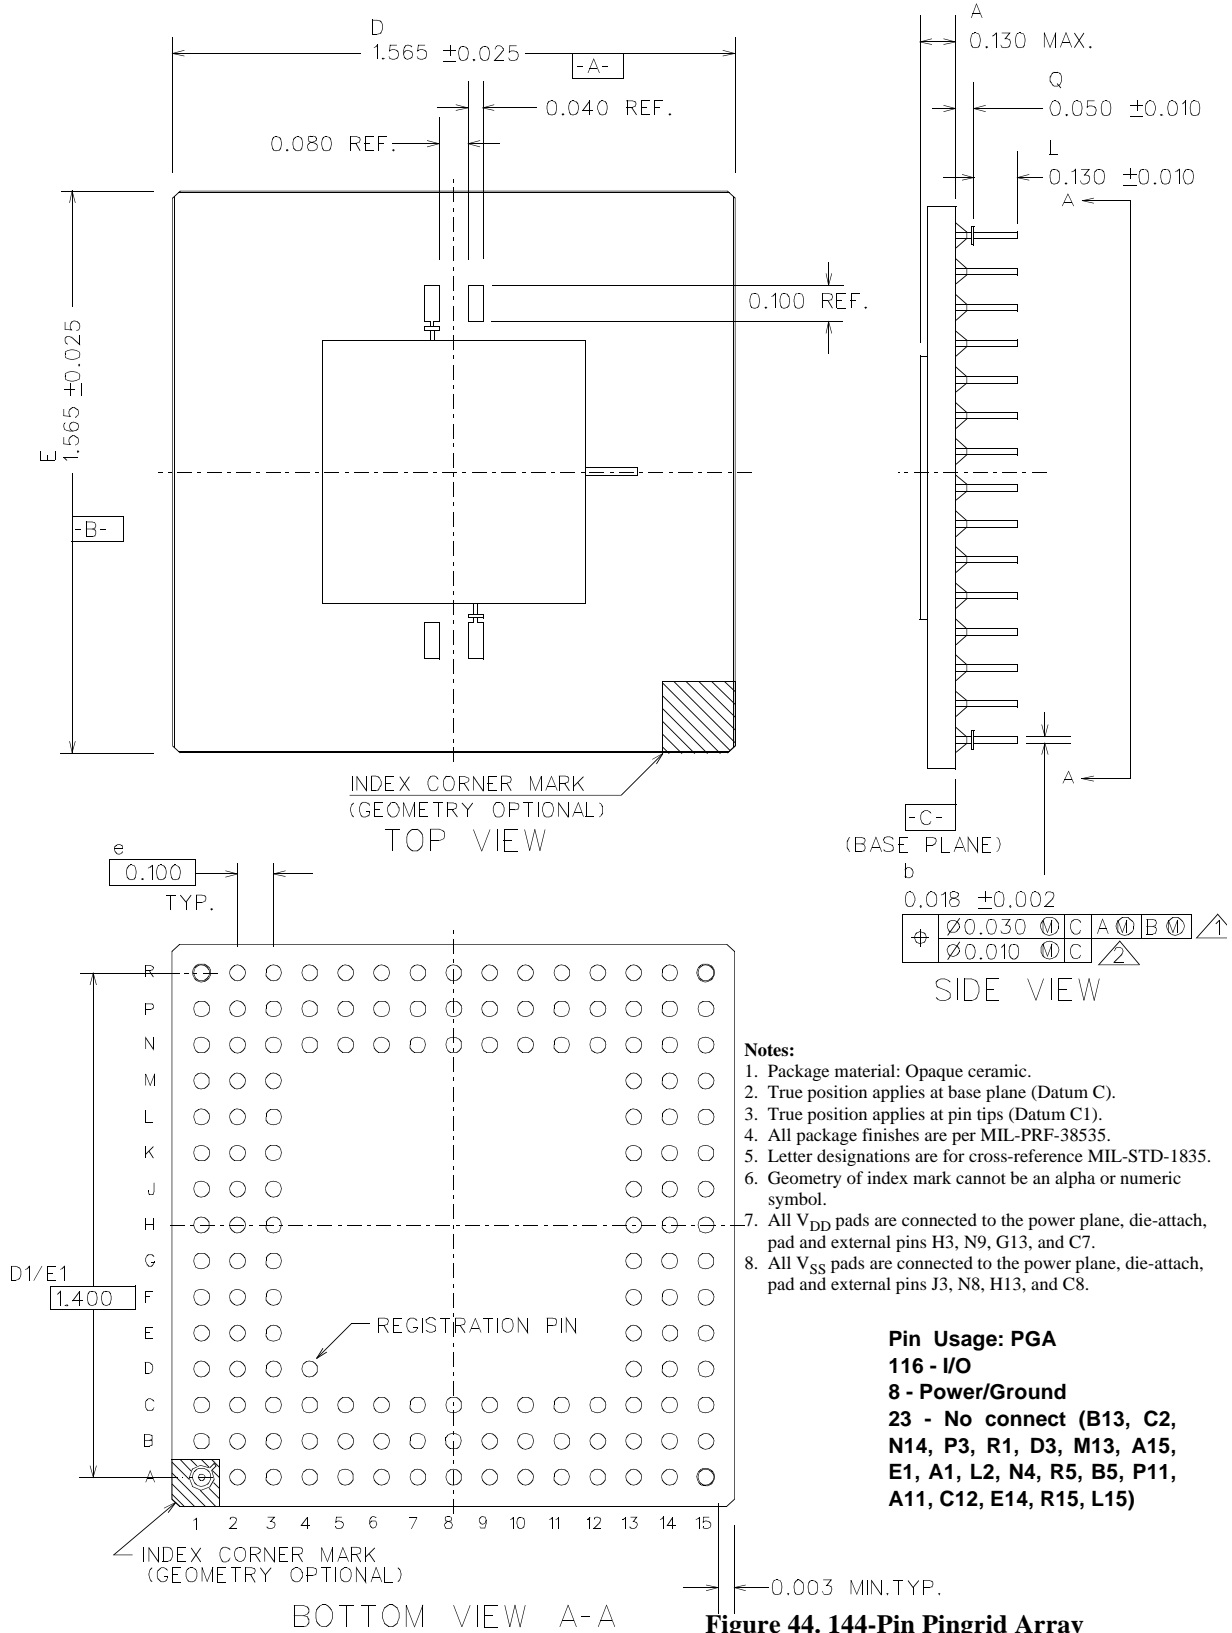 D
1.565 ±0.025
-A-
0.040 REF.
0.080 REF.
A
0.130 MAX.
Q
0.050 ±0.010
L
0.130 ±0.010
A
0.100 REF.
E
1.565 ±0.025
-B-
INDEX CORNER MARK
(GEOMETRY OPTIONAL)
TOP VIEW
A
-C-
(BASE PLANE)
b
0.018 ±0.002
⌖ Ø0.030 Ⓜ C A Ⓜ B Ⓜ 1
Ø0.010 Ⓜ C 2
SIDE VIEW
e
0.100
TYP.
R
P
N
M
L
K
J
H
G
F
E
D
C
B
A
D1/E1
1.400
REGISTRATION PIN
1 2 3 4 5 6 7 8 9 10 11 12 13 14 15
INDEX CORNER MARK
(GEOMETRY OPTIONAL)
0.003 MIN.TYP.
BOTTOM VIEW A-A
Notes:
1. Package material: Opaque ceramic.
2. True position applies at base plane (Datum C).
3. True position applies at pin tips (Datum C1).
4. All package finishes are per MIL-PRF-38535.
5. Letter designations are for cross-reference MIL-STD-1835.
6. Geometry of index mark cannot be an alpha or numeric
symbol.
7. All VDD pads are connected to the power plane, die-attach,
pad and external pins H3, N9, G13, and C7.
8. All VSS pads are connected to the power plane, die-attach,
pad and external pins J3, N8, H13, and C8.
Pin Usage: PGA
116 - I/O
8 - Power/Ground
23 - No connect (B13, C2,
N14, P3, R1, D3, M13, A15,
E1, A1, L2, N4, R5, B5, P11,
A11, C12, E14, R15, L15)
Figure 44. 144-Pin Pingrid Array